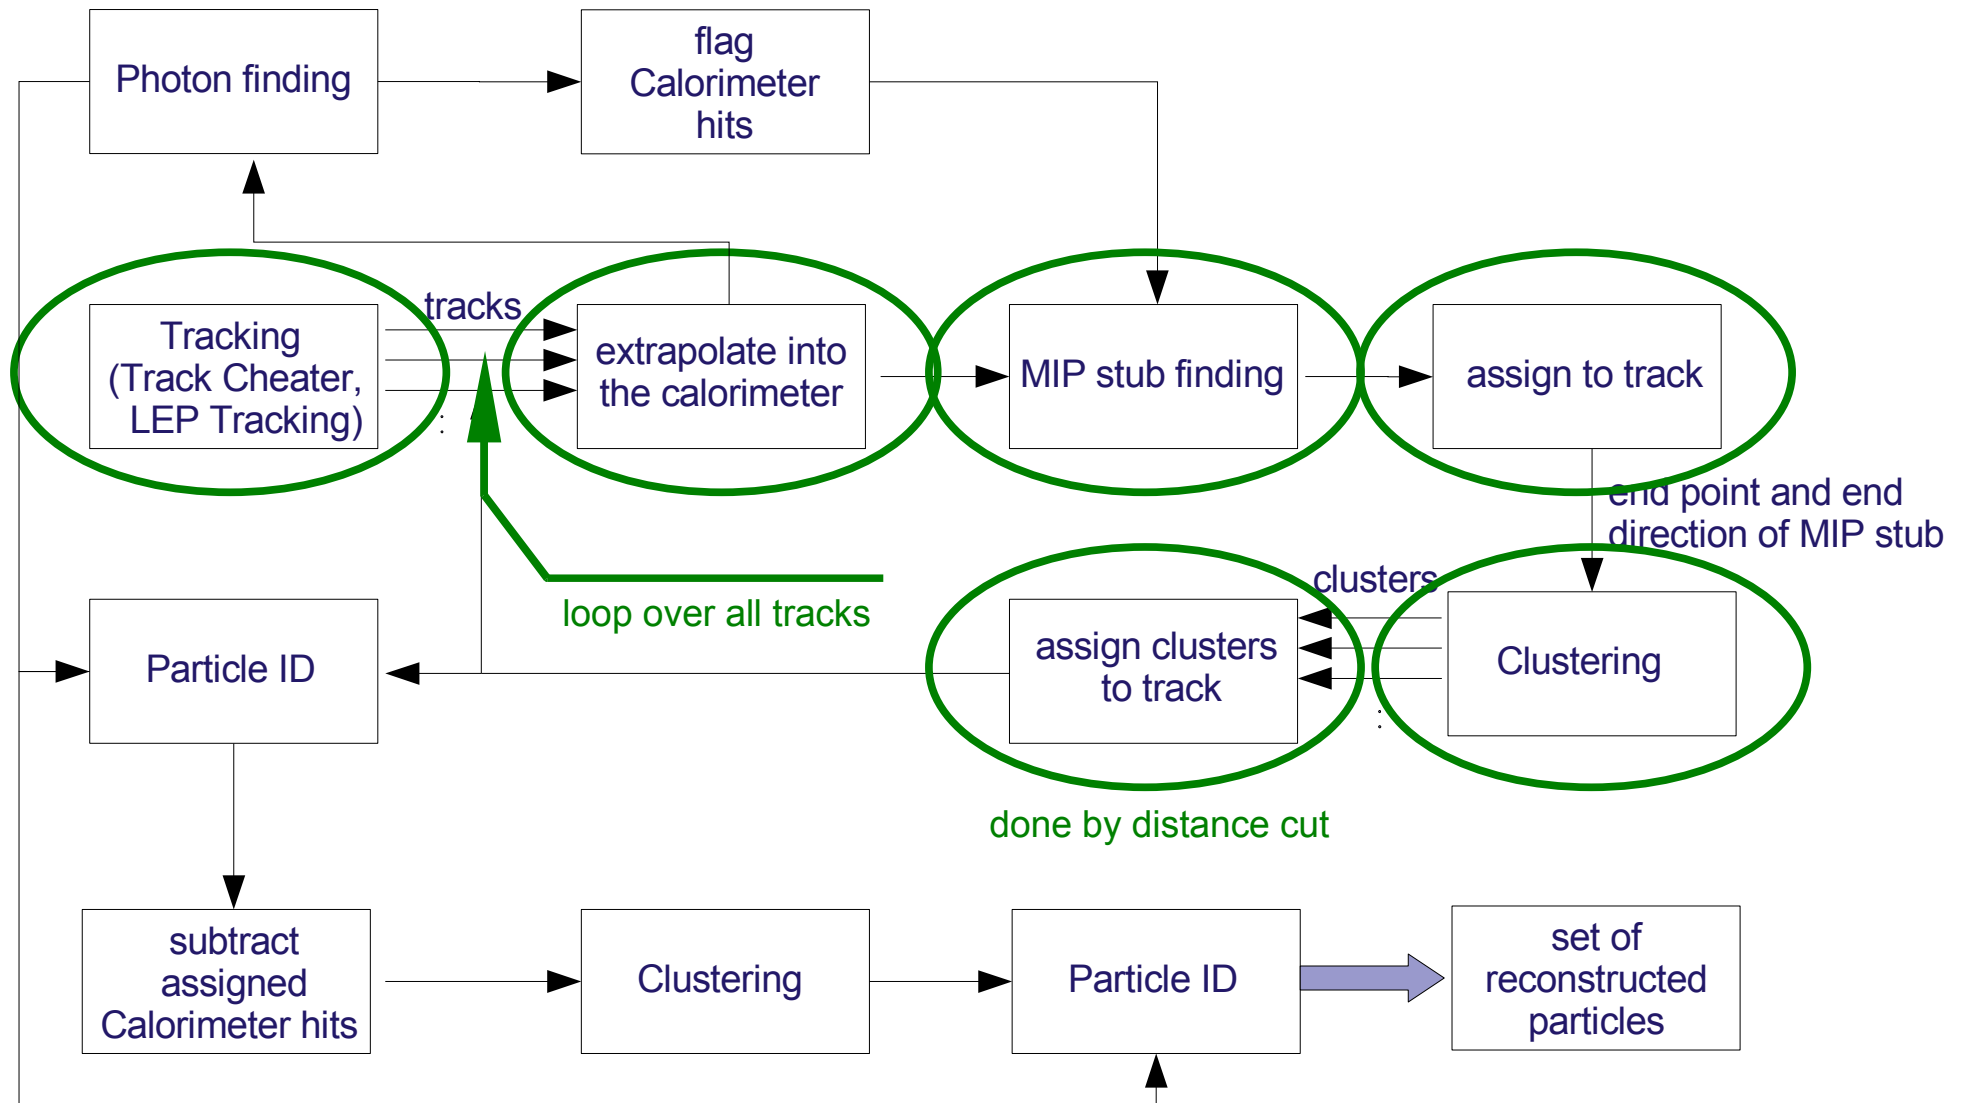 Photon finding
flag
Calorimeter
hits
tracks
Tracking
(Track Cheater,
LEP Tracking)
:
extrapolate into
the calorimeter
MIP stub finding
assign to track
end point and end
direction of MIP stub
loop over all tracks
clusters
Particle ID
assign clusters
to track
Clustering
:
done by distance cut
subtract
assigned
Calorimeter hits
Clustering
Particle ID
set of
reconstructed
particles